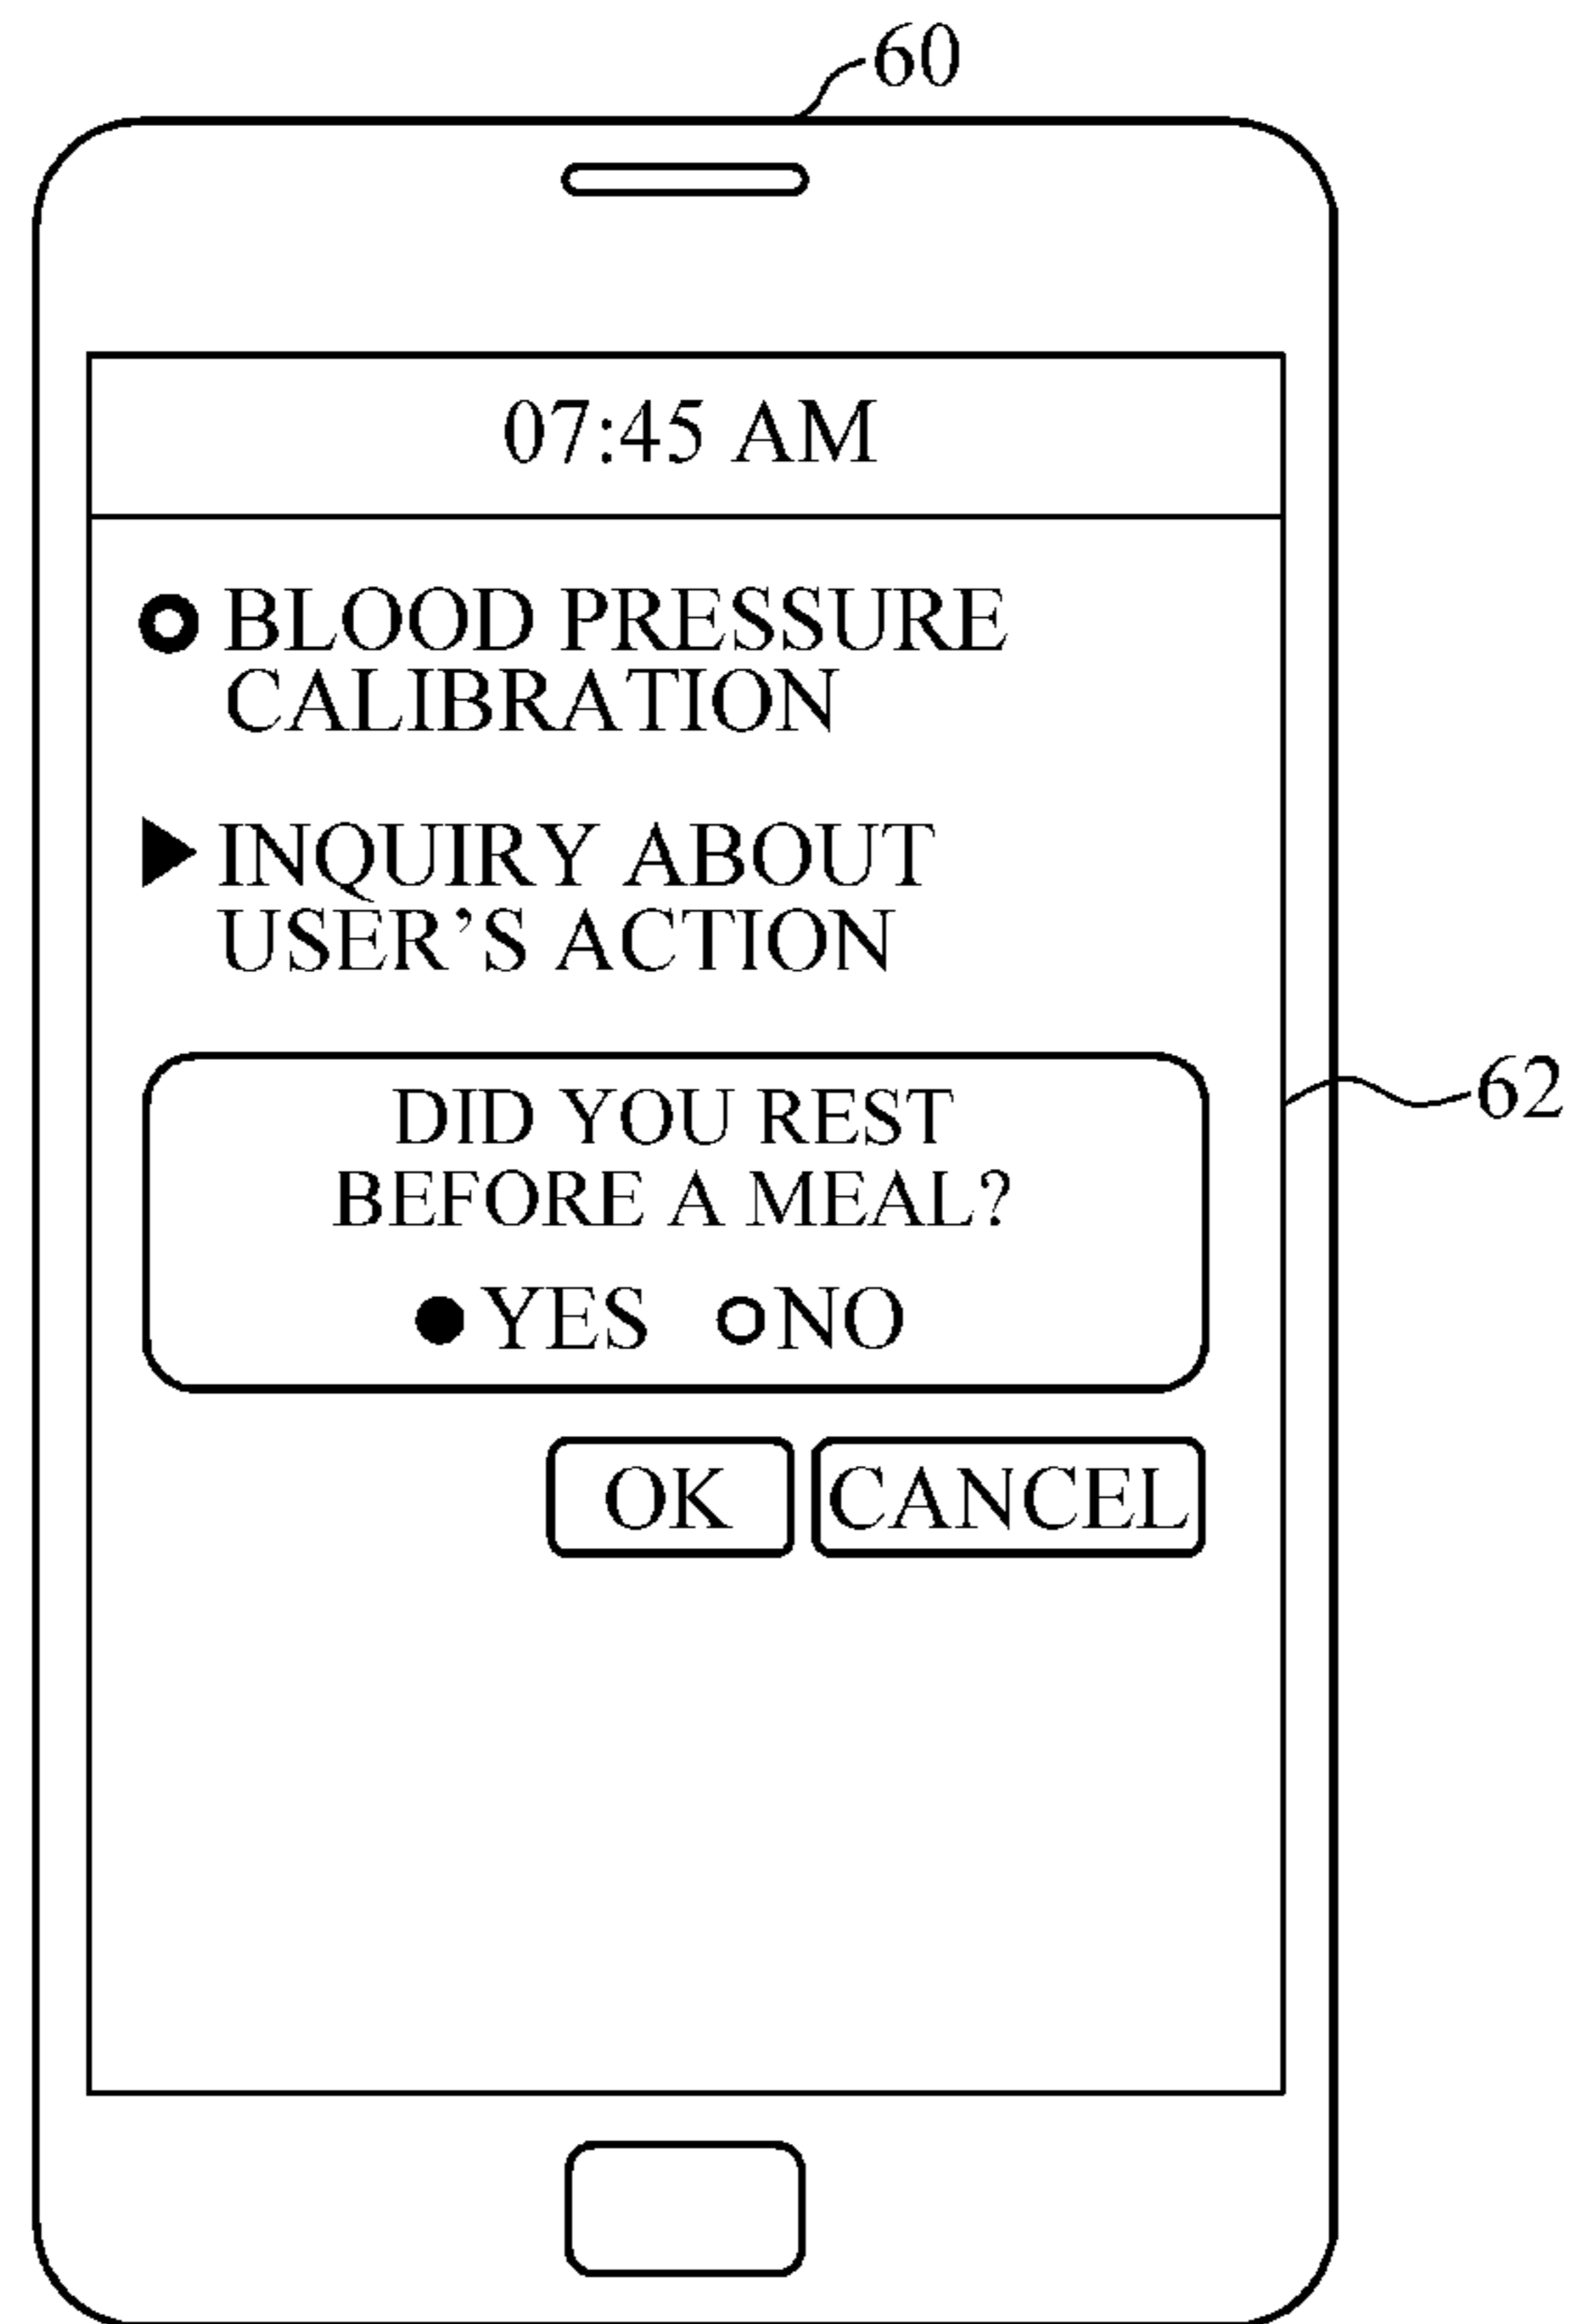 60
07:45 AM
BLOOD PRESSURE
CALIBRATION
INQUIRY ABOUT
USER'S ACTION
62
DID YOU REST
BEFORE A MEAL?
YES NO
OK CANCEL